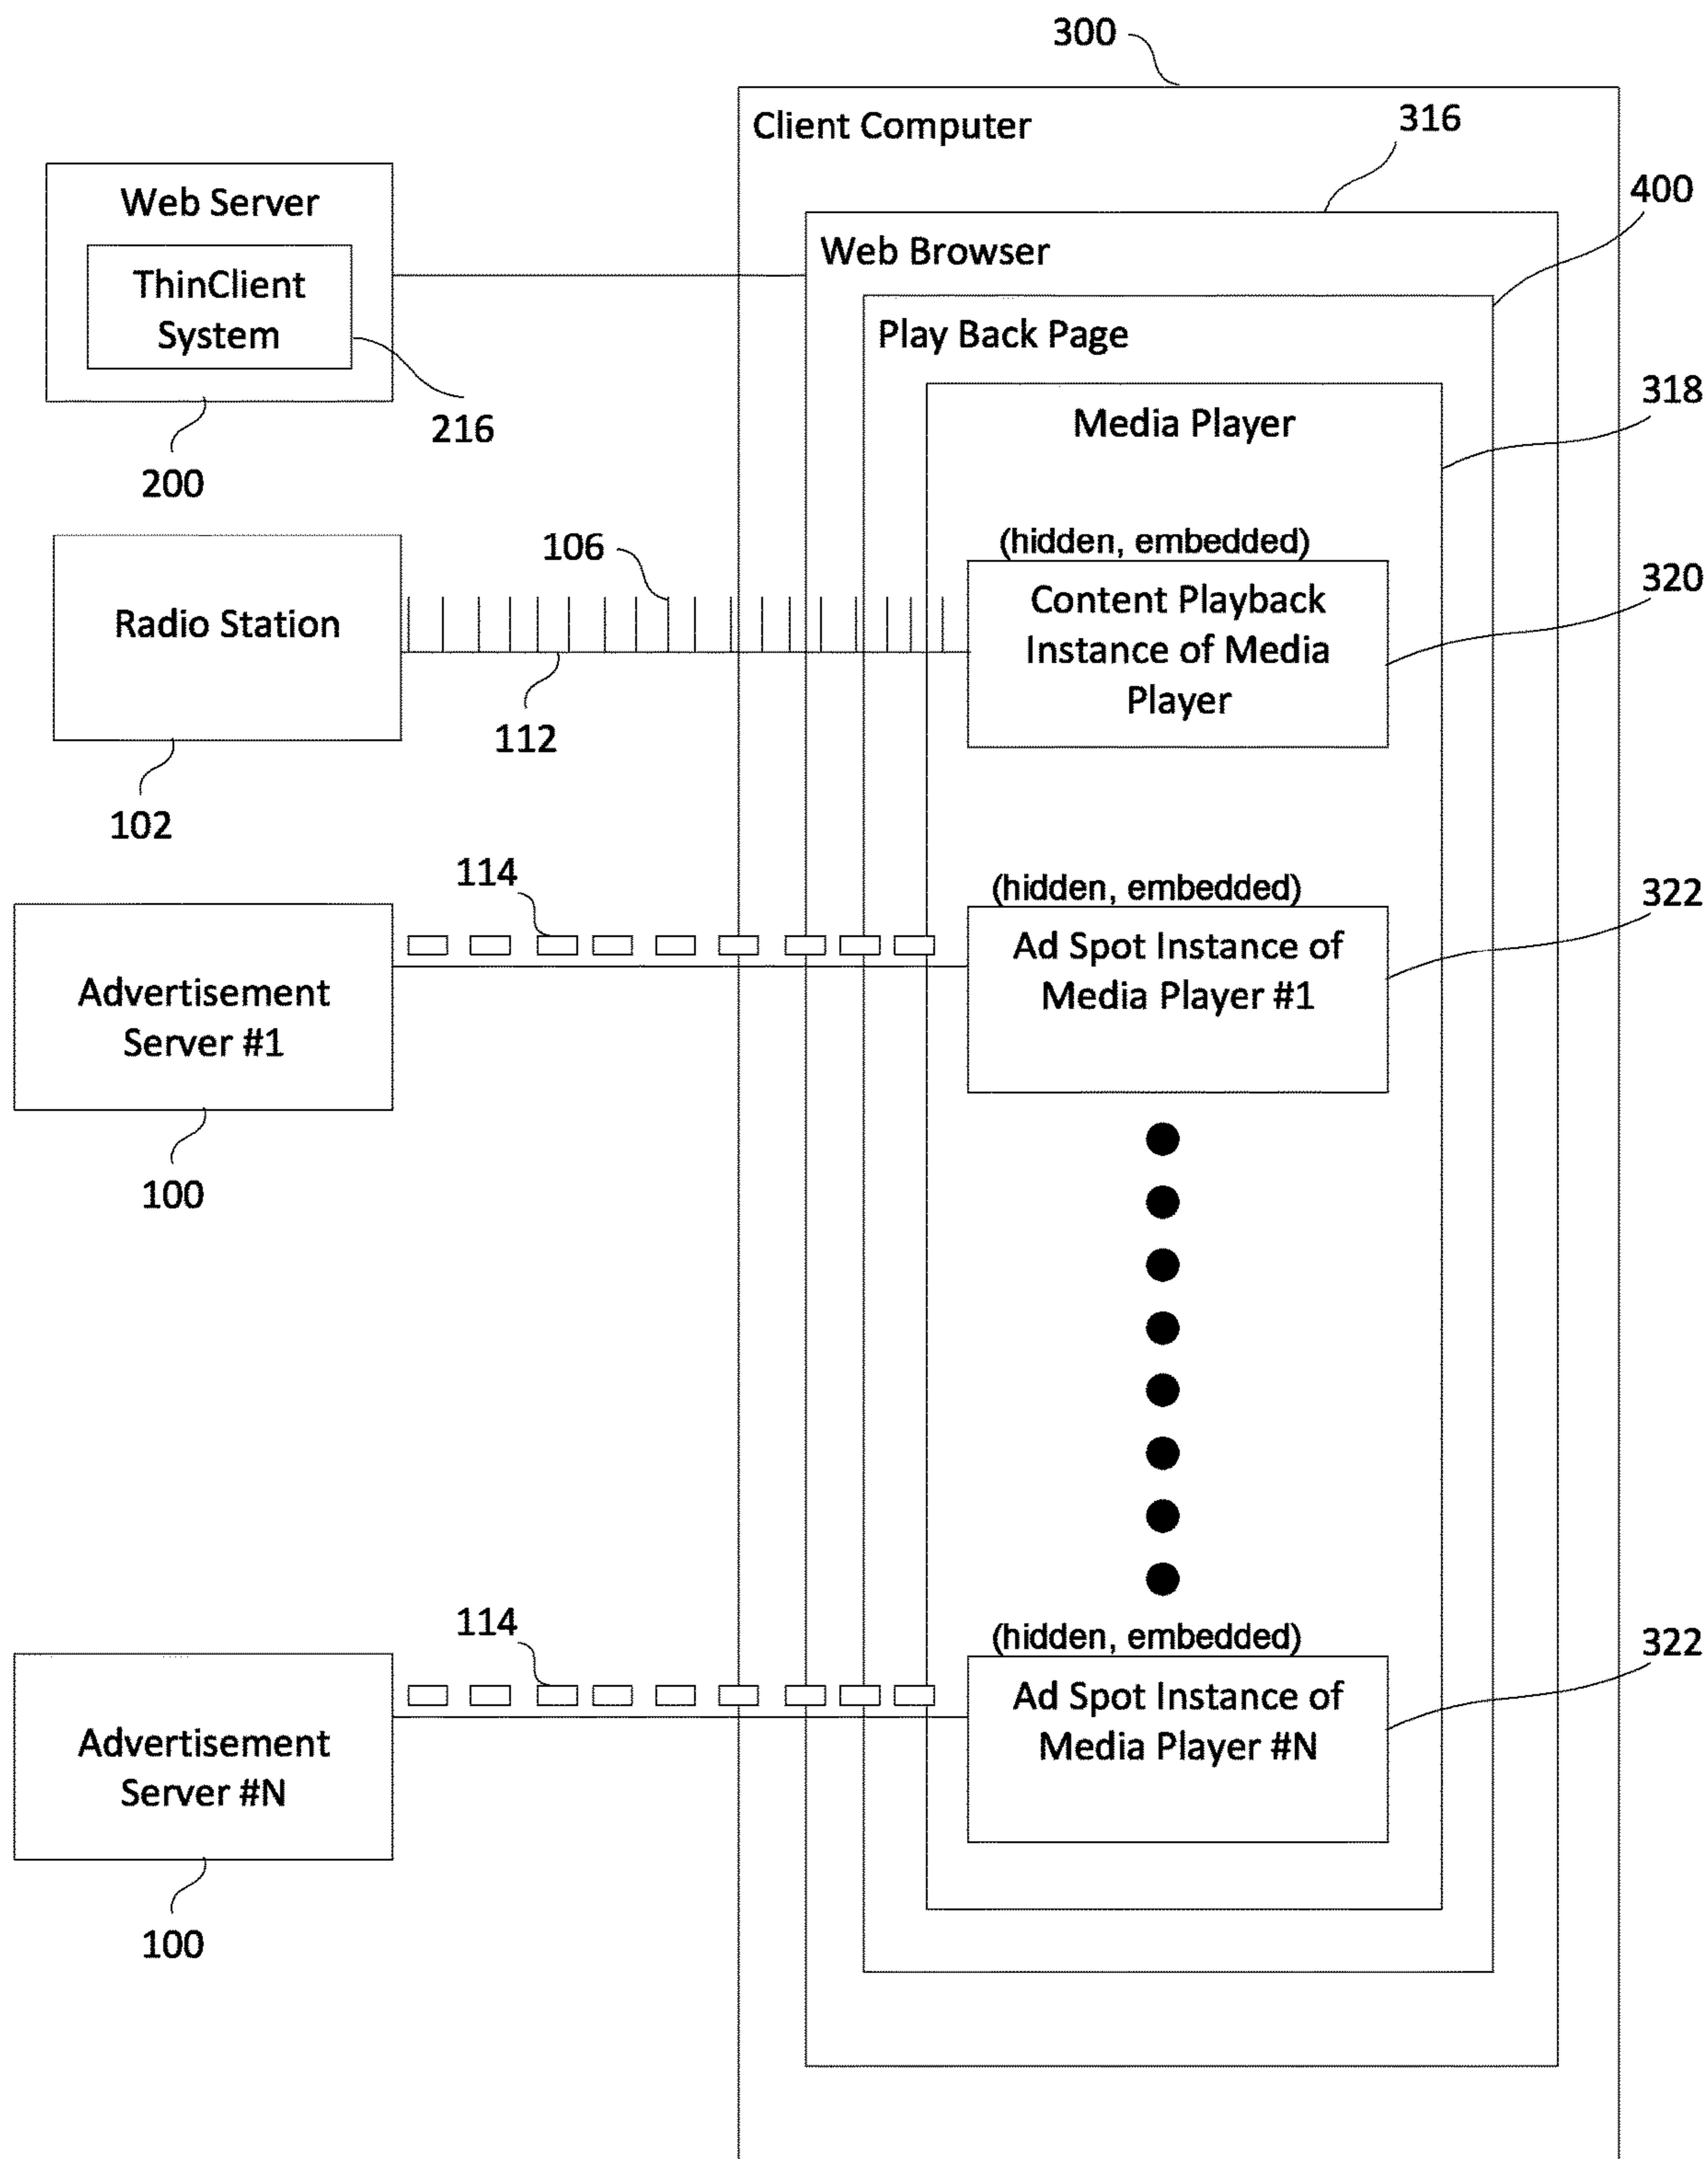 300
Client Computer
316
Web Server
400
ThinClient
System
Web Browser
Play Back Page
318
Media Player
216
200
106
(hidden, embedded)
320
Radio Station
Content Playback
Instance of Media
Player
112
102
114
(hidden, embedded)
322
Advertisement
Server #1
Ad Spot Instance of
Media Player #1
100
114
(hidden, embedded)
322
Advertisement
Server #N
Ad Spot Instance of
Media Player #N
100